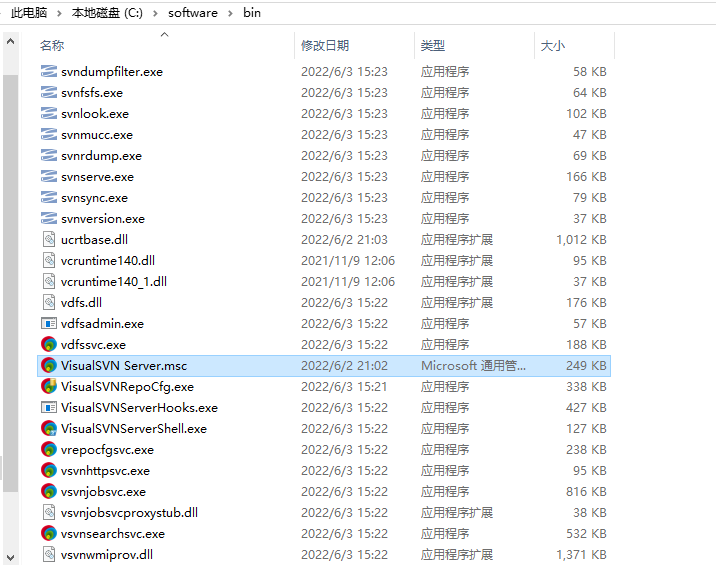 此电脑 › 本地磁盘 (C:) › software › bin
名称 修改日期 类型 大小
svndumpfilter.exe 2022/6/3 15:23 应用程序 58 KB
svnfsfs.exe 2022/6/3 15:23 应用程序 64 KB
svnlook.exe 2022/6/3 15:23 应用程序 102 KB
svnmucc.exe 2022/6/3 15:23 应用程序 47 KB
svnrdump.exe 2022/6/3 15:23 应用程序 69 KB
svnserve.exe 2022/6/3 15:23 应用程序 166 KB
svnsync.exe 2022/6/3 15:23 应用程序 79 KB
svnversion.exe 2022/6/3 15:23 应用程序 37 KB
ucrtbase.dll 2022/6/2 21:03 应用程序扩展 1,012 KB
vcruntime140.dll 2021/11/9 12:06 应用程序扩展 95 KB
vcruntime140_1.dll 2021/11/9 12:06 应用程序扩展 37 KB
vdfs.dll 2022/6/3 15:22 应用程序扩展 176 KB
vdfsadmin.exe 2022/6/3 15:22 应用程序 57 KB
vdfssvc.exe 2022/6/3 15:22 应用程序 188 KB
VisualSVN Server.msc 2022/6/2 21:02 Microsoft 通用管... 249 KB
VisualSVNRepoCfg.exe 2022/6/3 15:21 应用程序 338 KB
VisualSVNServerHooks.exe 2022/6/3 15:22 应用程序 427 KB
VisualSVNServerShell.exe 2022/6/3 15:22 应用程序 127 KB
vrepocfgsvc.exe 2022/6/3 15:22 应用程序 238 KB
vsvnhttpsvc.exe 2022/6/3 15:22 应用程序 95 KB
vsvnjobsvc.exe 2022/6/3 15:22 应用程序 816 KB
vsvnjobsvcproxystub.dll 2022/6/3 15:22 应用程序扩展 38 KB
vsvnsearchsvc.exe 2022/6/3 15:22 应用程序 532 KB
vsvnwmiprov.dll 2022/6/3 15:22 应用程序扩展 1,371 KB